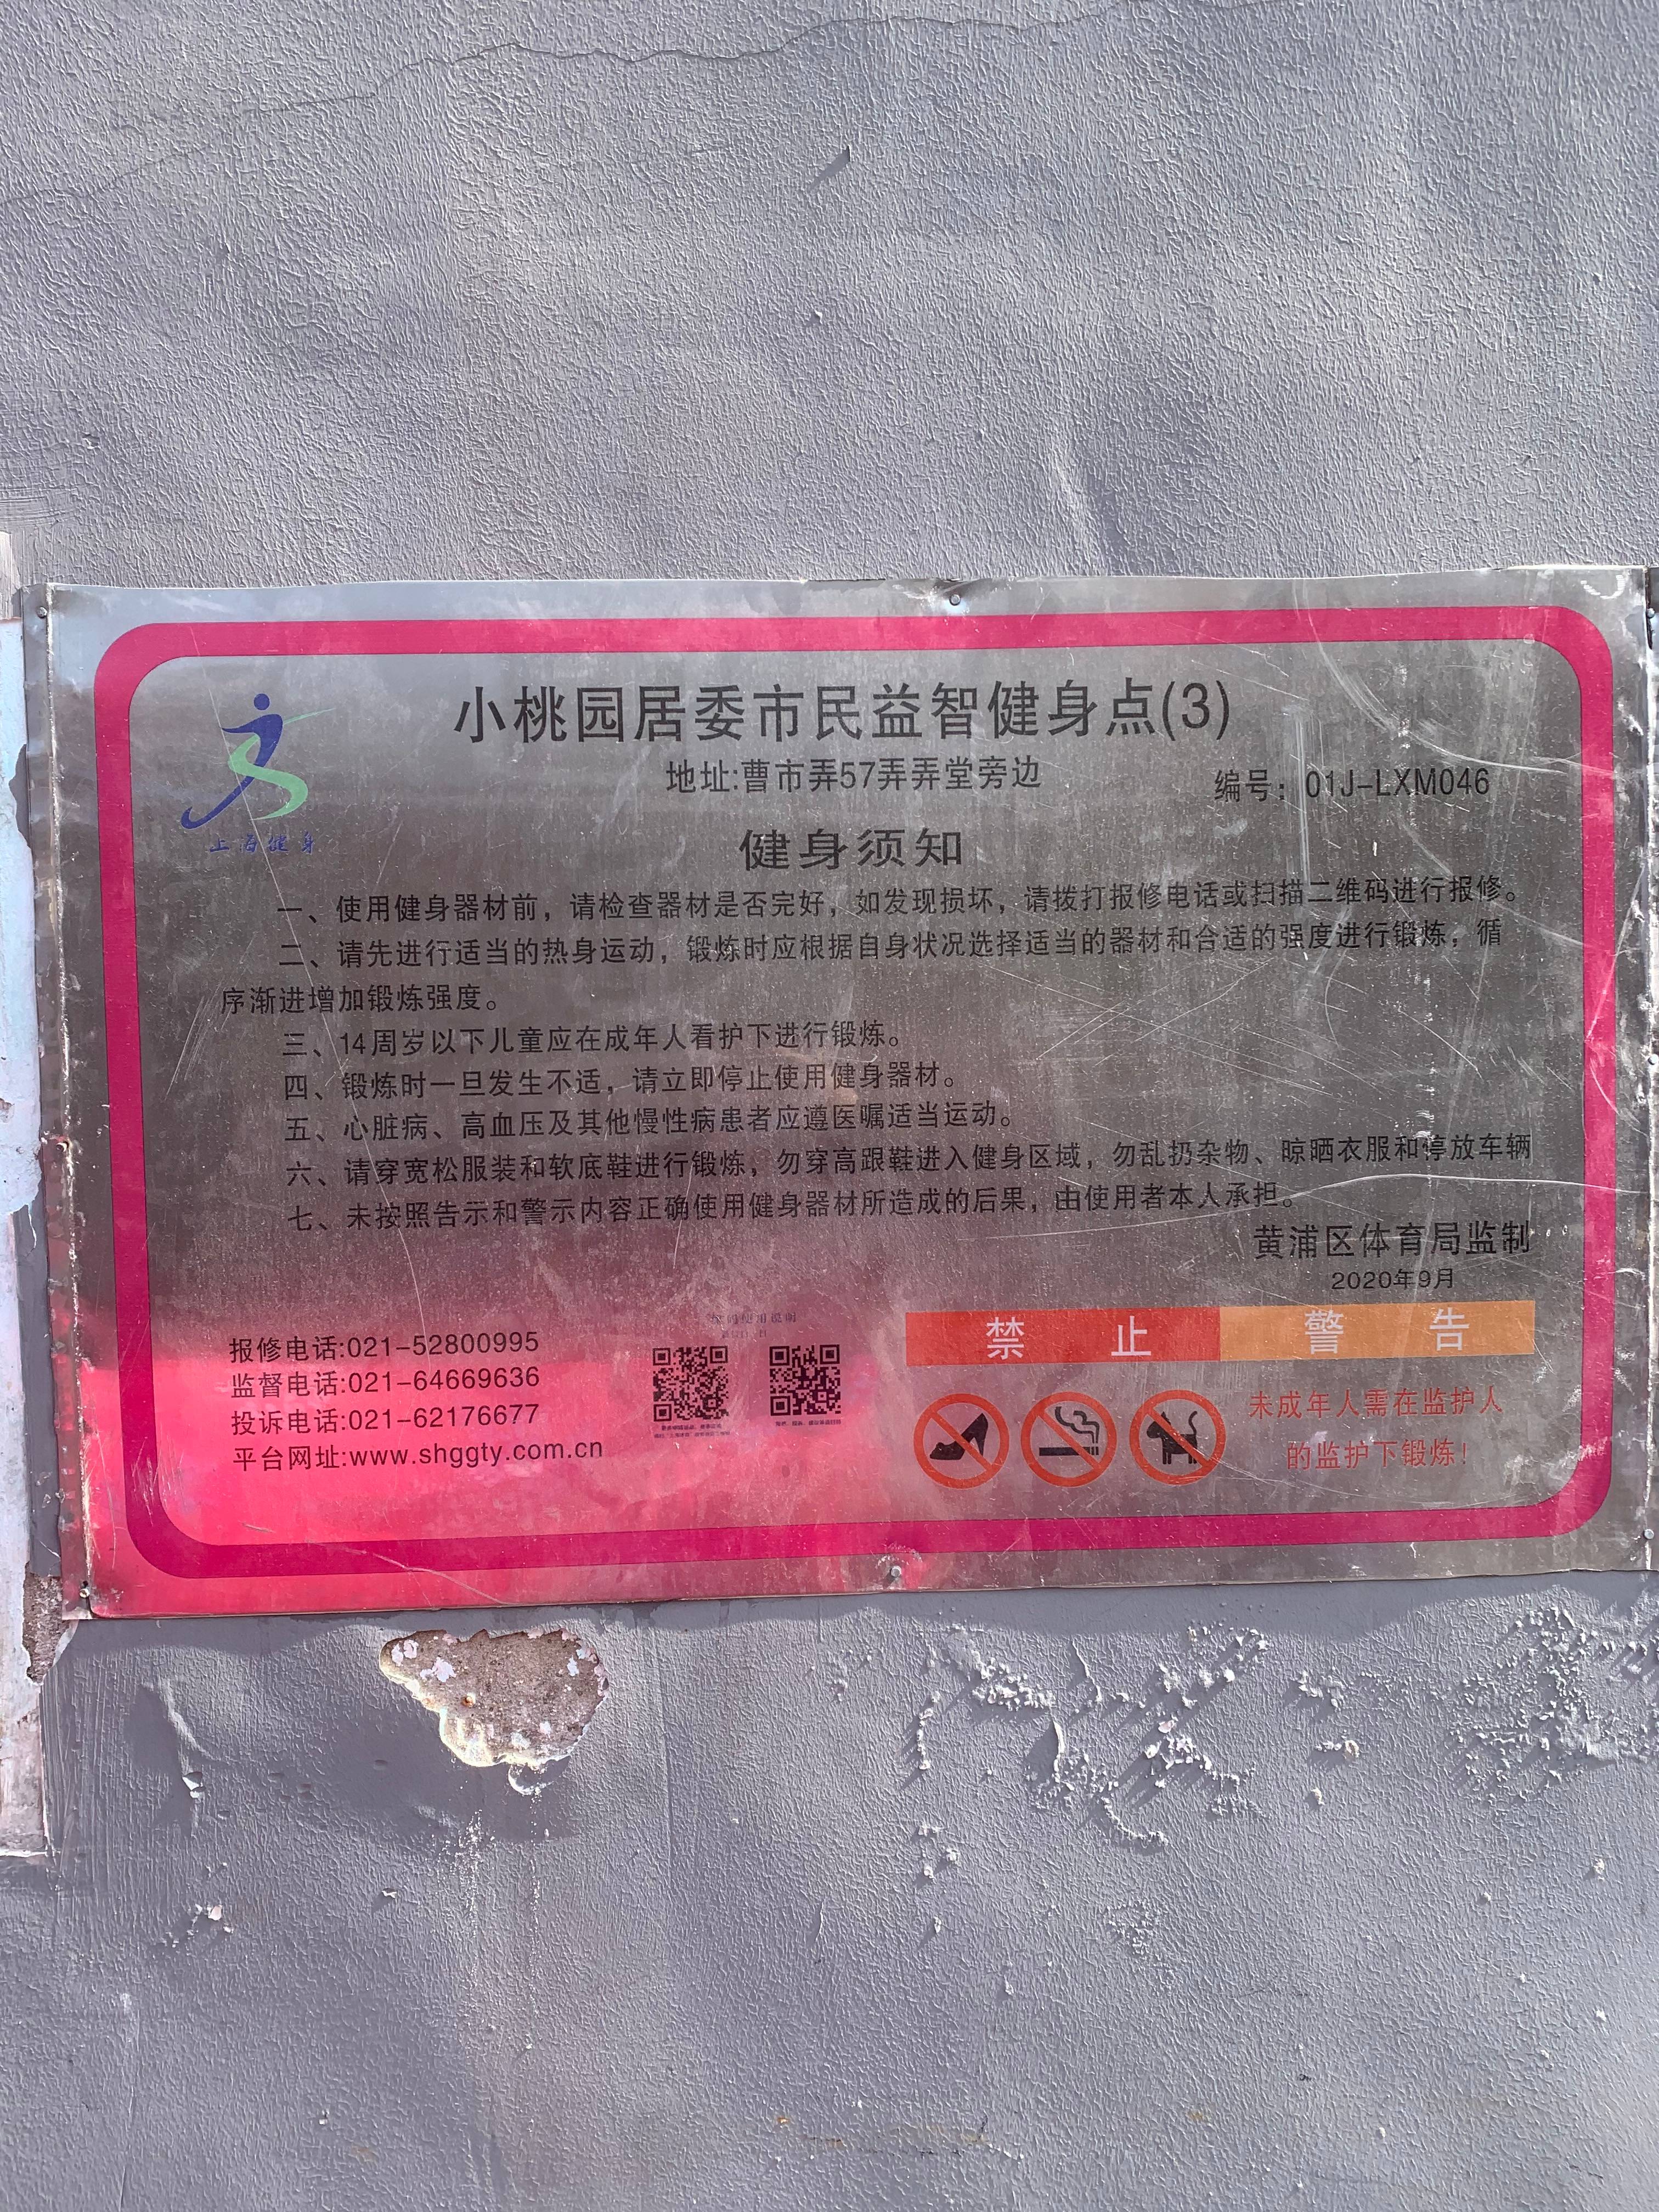 上海健身
小桃园居委市民益智健身点(3)
地址:曹市弄57弄弄堂旁边
编号：01J-LXM046
健身须知
一、使用健身器材前，请检查器材是否完好，如发现损坏，请拨打报修电话或扫描二维码进行报修。
二、请先进行适当的热身运动，锻炼时应根据自身状况选择适当的器材和合适的强度进行锻炼，循
序渐进增加锻炼强度。
三、14周岁以下儿童应在成年人看护下进行锻炼。
四、锻炼时一旦发生不适，请立即停止使用健身器材。
五、心脏病、高血压及其他慢性病患者应遵医嘱适当运动。
六、请穿宽松服装和软底鞋进行锻炼，勿穿高跟鞋进入健身区域，勿乱扔杂物、晾晒衣服和停放车辆
七、未按照告示和警示内容正确使用健身器材所造成的后果，由使用者本人承担。
黄浦区体育局监制
2020年9月
报修电话:021-52800995
监督电话:021-64669636
投诉电话:021-62176677
平台网址:www.shggty.com.cn
码使用说明
禁 止
警 告
未成年人需在监护人
的监护下锻炼!